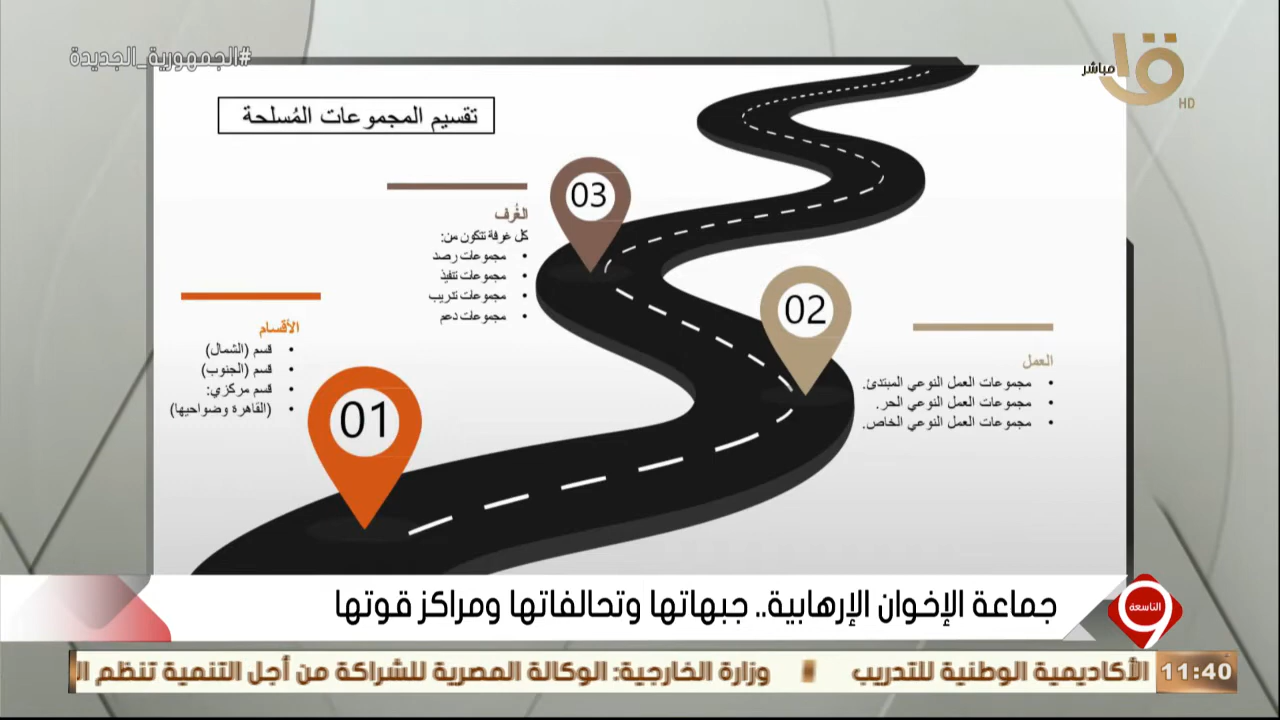 #الجمهورية_الجديدة
مباشر
HD
تقسيم المجموعات المُسلحة
01
الأقسام
• قسم (الشمال)
• قسم (الجنوب)
• قسم مركزي:
• (القاهرة وضواحيها)
02
العمل
• مجموعات العمل النوعي المبتدئ.
• مجموعات العمل النوعي الحر.
• مجموعات العمل النوعي الخاص.
03
الغُرف
كل غرفة تتكون من:
• مجموعات رصد
• مجموعات تنفيذ
• مجموعات تدريب
• مجموعات دعم
التاسعة
جماعة الإخوان الإرهابية.. جبهاتها وتحالفاتها ومراكز قوتها
11:40
الأكاديمية الوطنية للتدريب
وزارة الخارجية: الوكالة المصرية للشراكة من أجل التنمية تنظم الـ